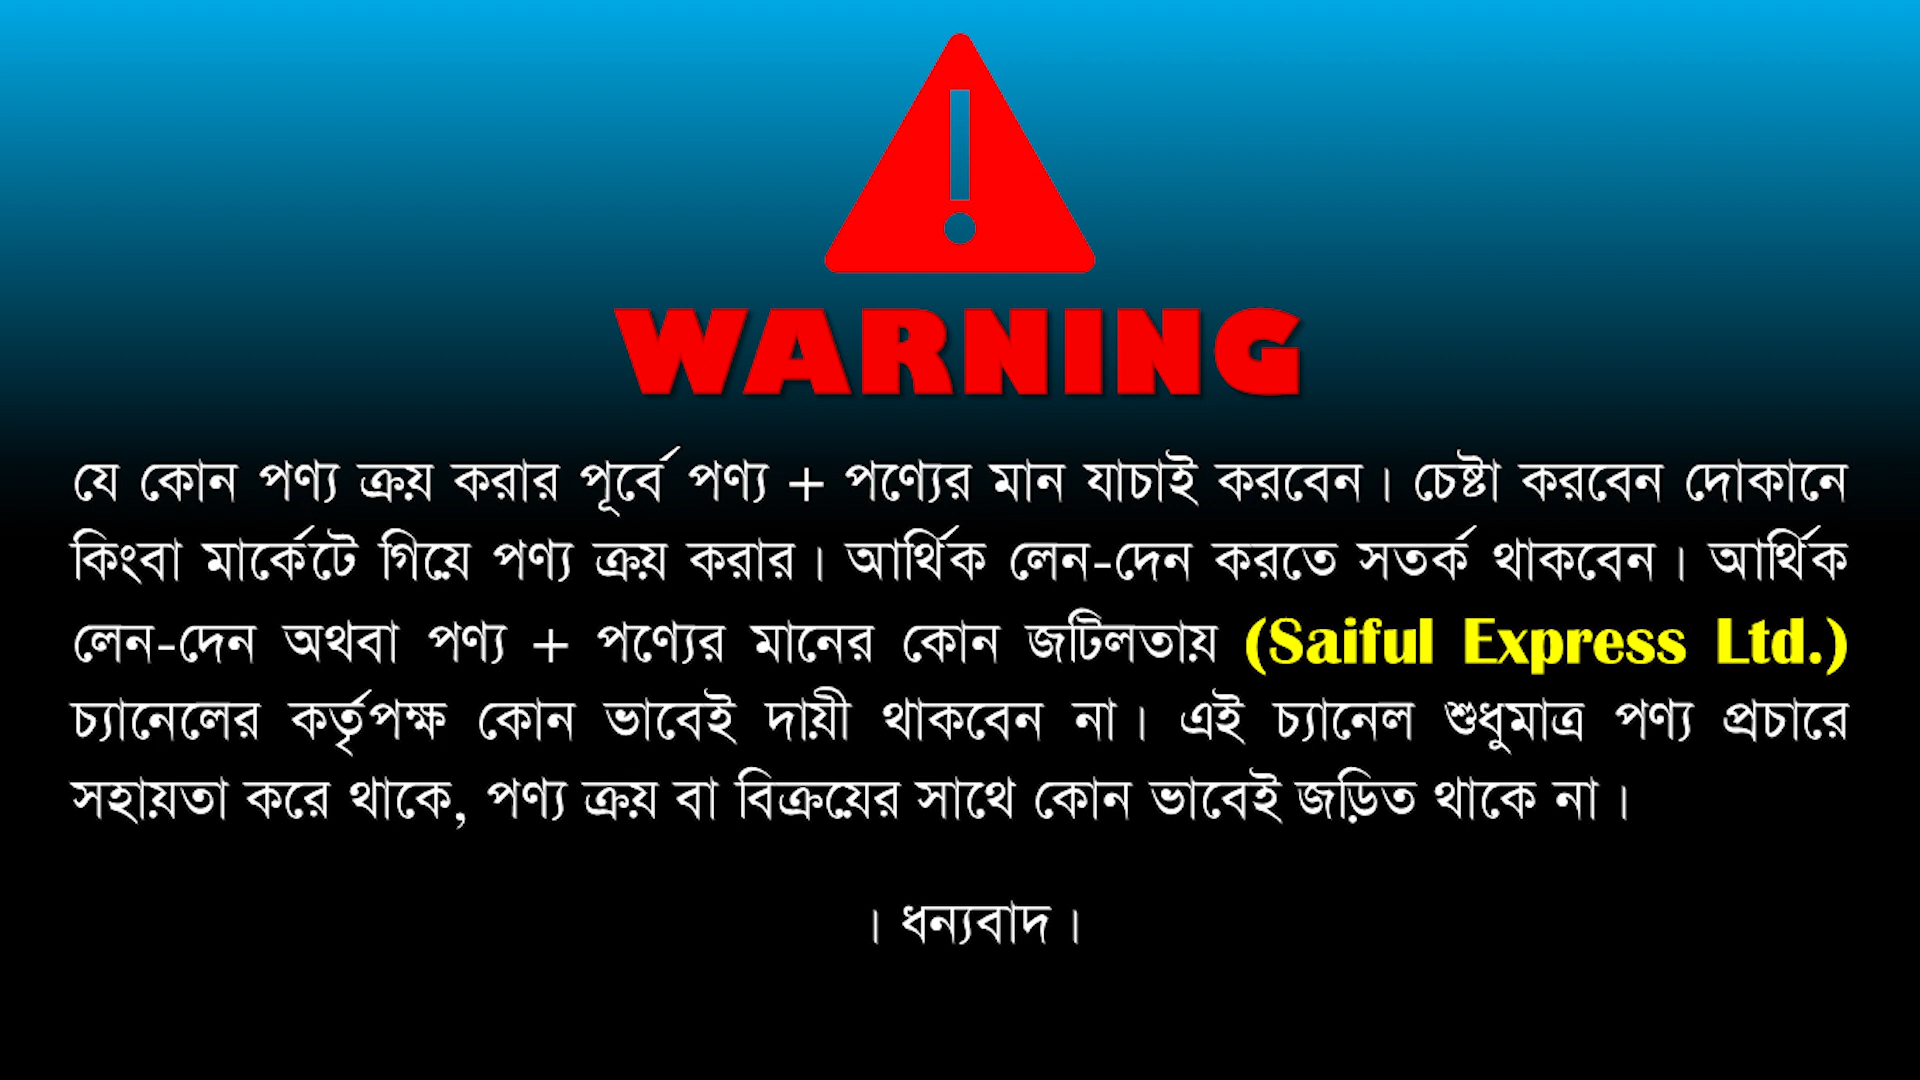 WARNING
যে কোন পণ্য ক্রয় করার পূর্বে পণ্য + পণ্যের মান যাচাই করবেন। চেষ্টা করবেন দোকানে
কিংবা মার্কেটে গিয়ে পণ্য ক্রয় করার। আর্থিক লেন-দেন করতে সতর্ক থাকবেন। আর্থিক
লেন-দেন অথবা পণ্য + পণ্যের মানের কোন জটিলতায় (Saiful Express Ltd.)
চ্যানেলের কর্তৃপক্ষ কোন ভাবেই দায়ী থাকবেন না। এই চ্যানেল শুধুমাত্র পণ্য প্রচারে
সহায়তা করে থাকে, পণ্য ক্রয় বা বিক্রয়ের সাথে কোন ভাবেই জড়িত থাকে না।
। ধন্যবাদ।